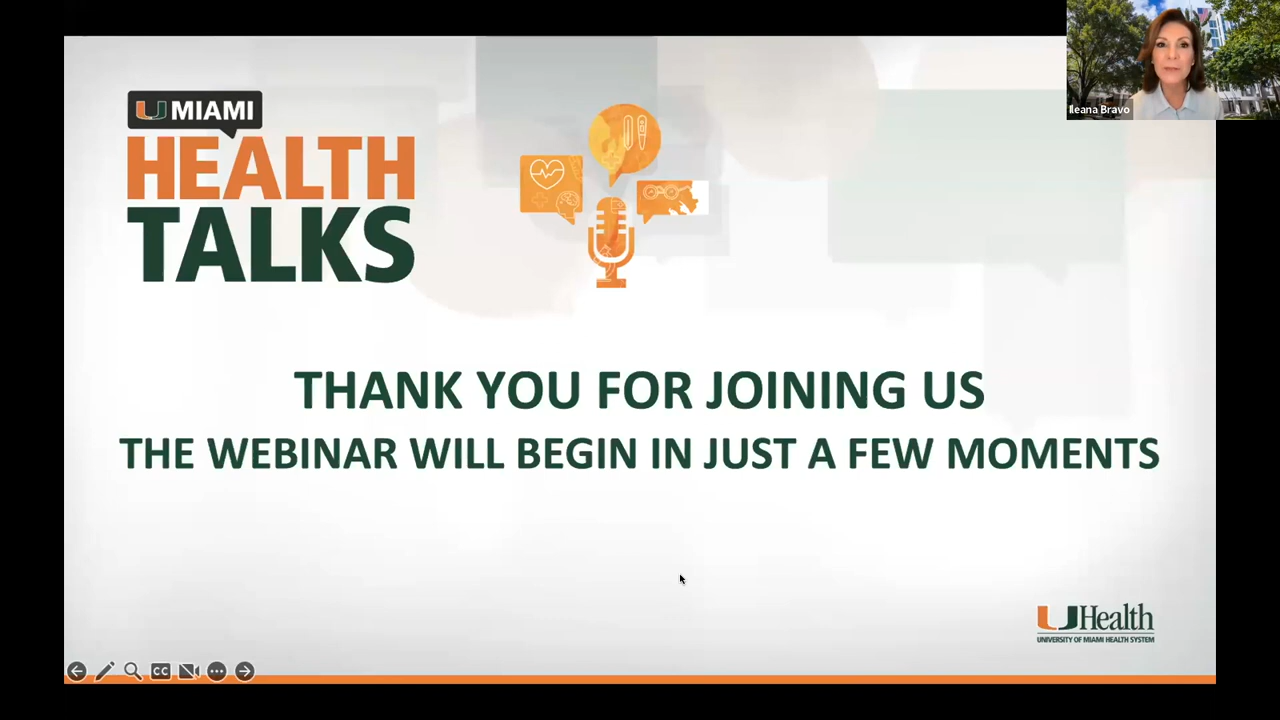 U MIAMI
HEALTH
TALKS
Ileana Bravo
THANK YOU FOR JOINING US
THE WEBINAR WILL BEGIN IN JUST A FEW MOMENTS
UHealth
UNIVERSITY OF MIAMI HEALTH SYSTEM
CC